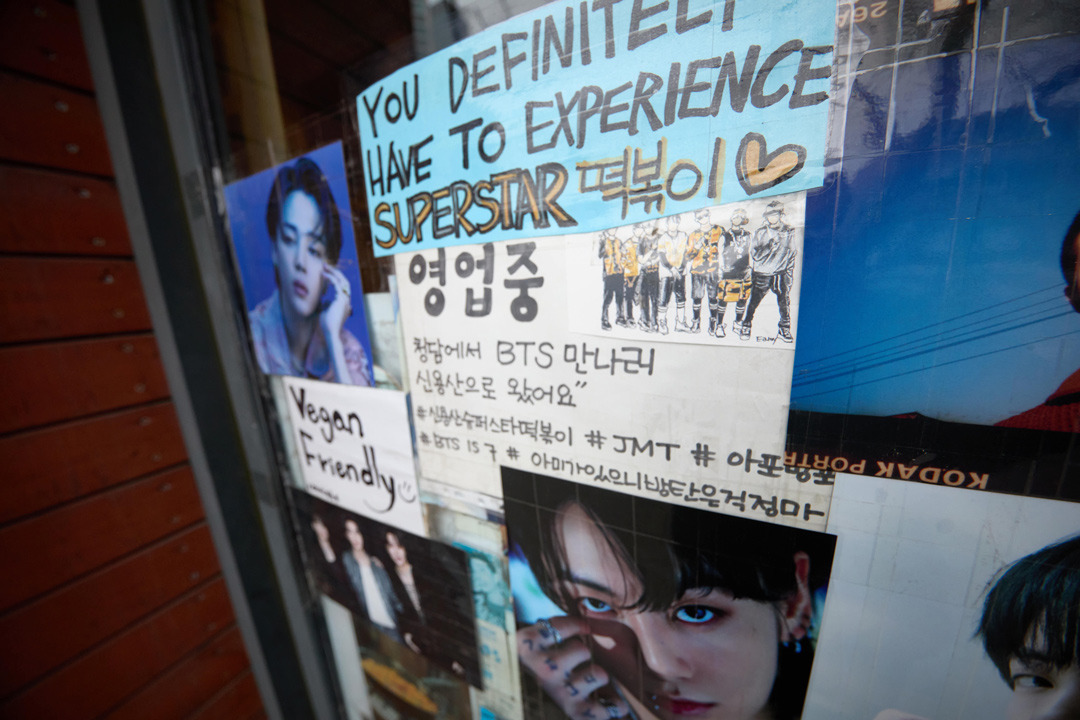 YOU DEFINITELY
HAVE TO EXPERIENCE
SUPERSTAR 떡볶이
영업중
청담에서 BTS 만나러
신용산으로 왔어요"
#신용산슈퍼스타떡볶이 #JMT #
#BTS IS 7 # 아미가있으니방탄은걱정마
Vegan
Friendly
KODAK PORTR
26A